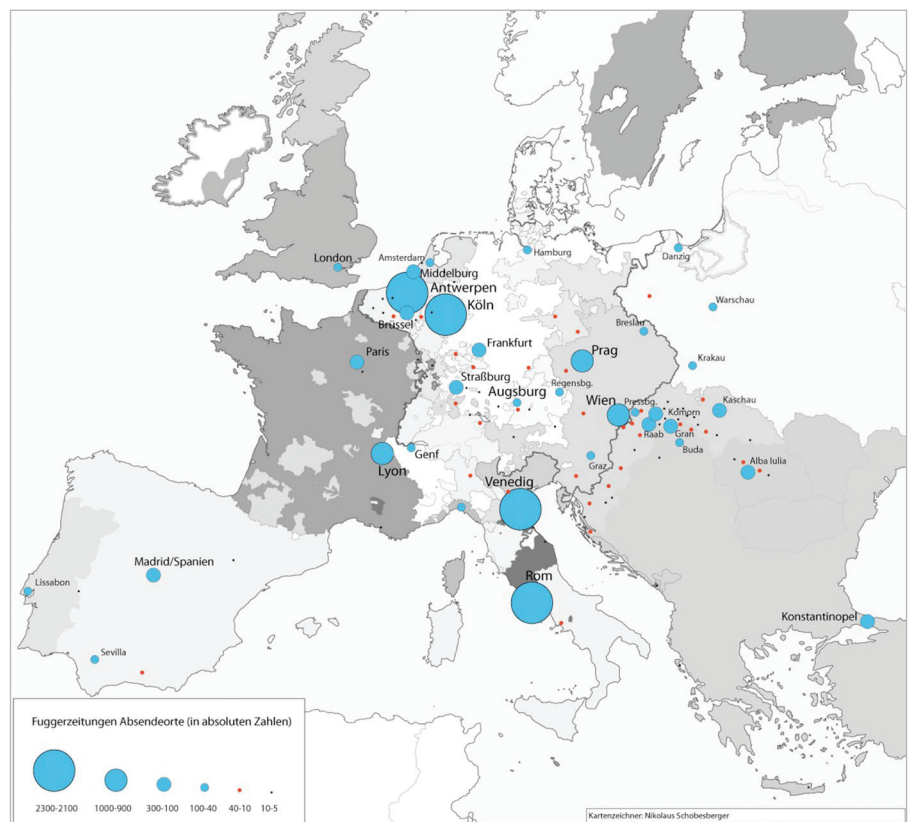 London
Amsterdam
Middelburg
Antwerpen
Köln
Brüssel
Hamburg
Danzig
Warschau
Breslau
Krakau
Paris
Frankfurt
Prag
Straßburg
Augsburg
Regensbg.
Wien
Pressbg.
Komorn
Kaschau
Raab
Gran
Buda
Graz
Alba Iulia
Genf
Lyon
Venedig
Rom
Madrid/Spanien
Lissabon
Sevilla
Konstantinopel
Fuggerzeitungen Absendeorte (in absoluten Zahlen)
2300-2100 1000-900 300-100 100-40 40-10 10-5
Kartenzeichner: Nikolaus Schobesberger